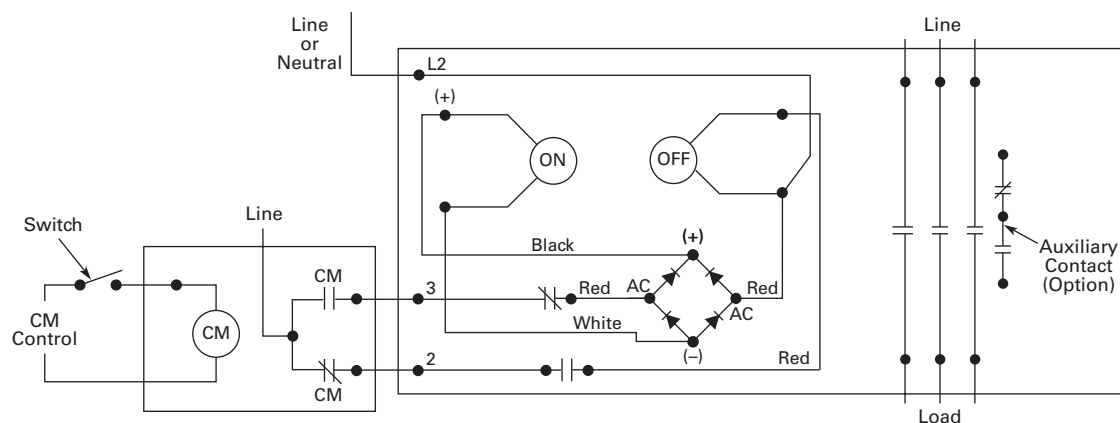 Line
or
Neutral
L2
(+)
ON
OFF
Line
Switch
Line
CM
Control
CM
CM
CM
3
2
Black
Red
White
AC
(+)
AC
(–)
Red
Red
Auxiliary
Contact
(Option)
Load